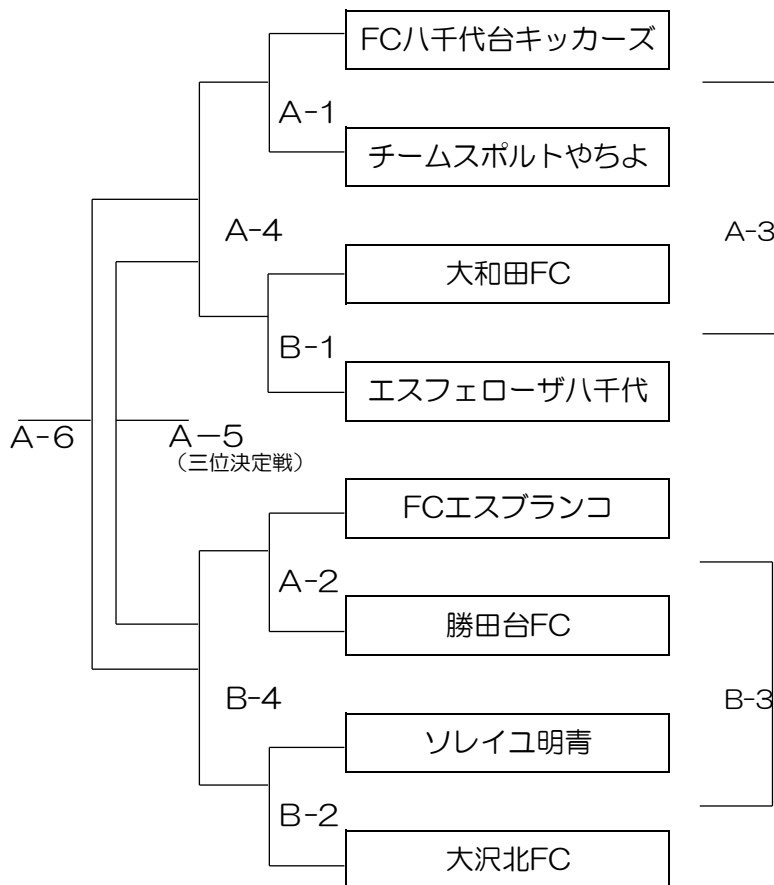 FC八千代台キッカーズ
A-1
チームスポルトやちよ
A-4
A-3
大和田FC
B-1
エスフェローザ八千代
A-6
A－5
（三位決定戦）
FCエスブランコ
A-2
勝田台FC
B-4
B-3
ソレイユ明青
B-2
大沢北FC